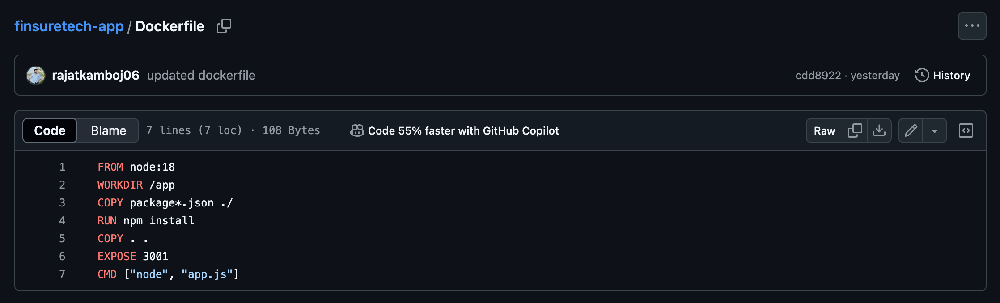 finsuretech-app / Dockerfile
rajatkamboj06 updated dockerfile cdd8922 · yesterday History
Code Blame 7 lines (7 loc) · 108 Bytes Code 55% faster with GitHub Copilot Raw
1 FROM node:18
2 WORKDIR /app
3 COPY package*.json ./
4 RUN npm install
5 COPY . .
6 EXPOSE 3001
7 CMD ["node", "app.js"]